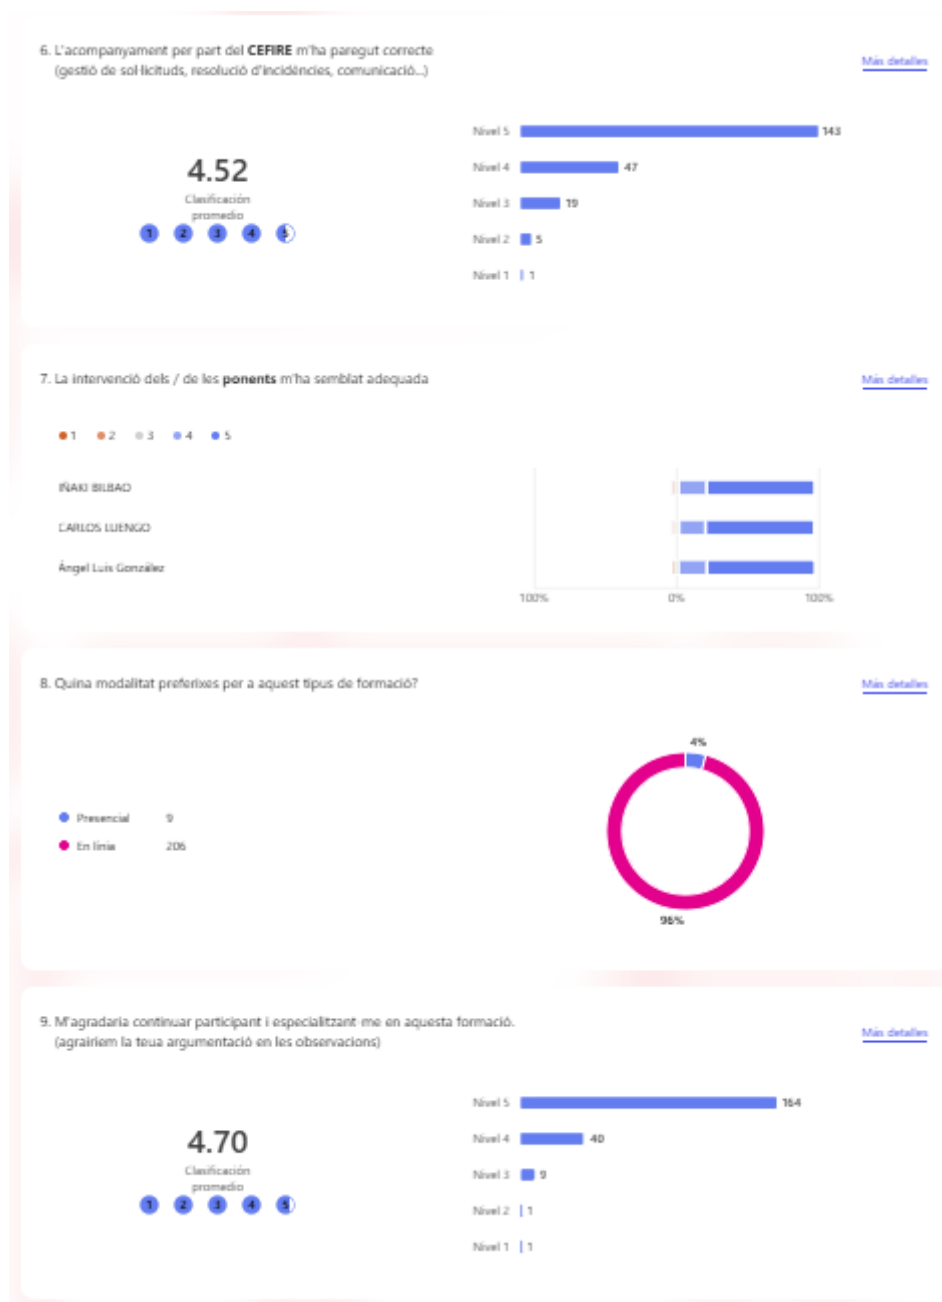 6. L'acompanyament per part del CEFIRE m'ha paregut correcte
(gestió de sol·licituds, resolució d'incidències, comunicació...)
Más detalles
4.52
Clasificación
promedio
1 2 3 4 5
Nivel 5 143
Nivel 4 47
Nivel 3 19
Nivel 2 5
Nivel 1 1
7. La intervenció dels / de les ponents m'ha semblat adequada
Más detalles
1 2 3 4 5
IÑAKI BILBAO
CARLOS LUENGO
Ángel Luis González
100% 0% 100%
8. Quina modalitat preferixes per a aquest tipus de formació?
Más detalles
Presencial 9
En línia 206
4%
96%
9. M'agradaria continuar participant i especialitzant-me en aquesta formació.
(agrairiem la teua argumentació en les observacions)
Más detalles
4.70
Clasificación
promedio
1 2 3 4 5
Nivel 5 164
Nivel 4 40
Nivel 3 9
Nivel 2 1
Nivel 1 1